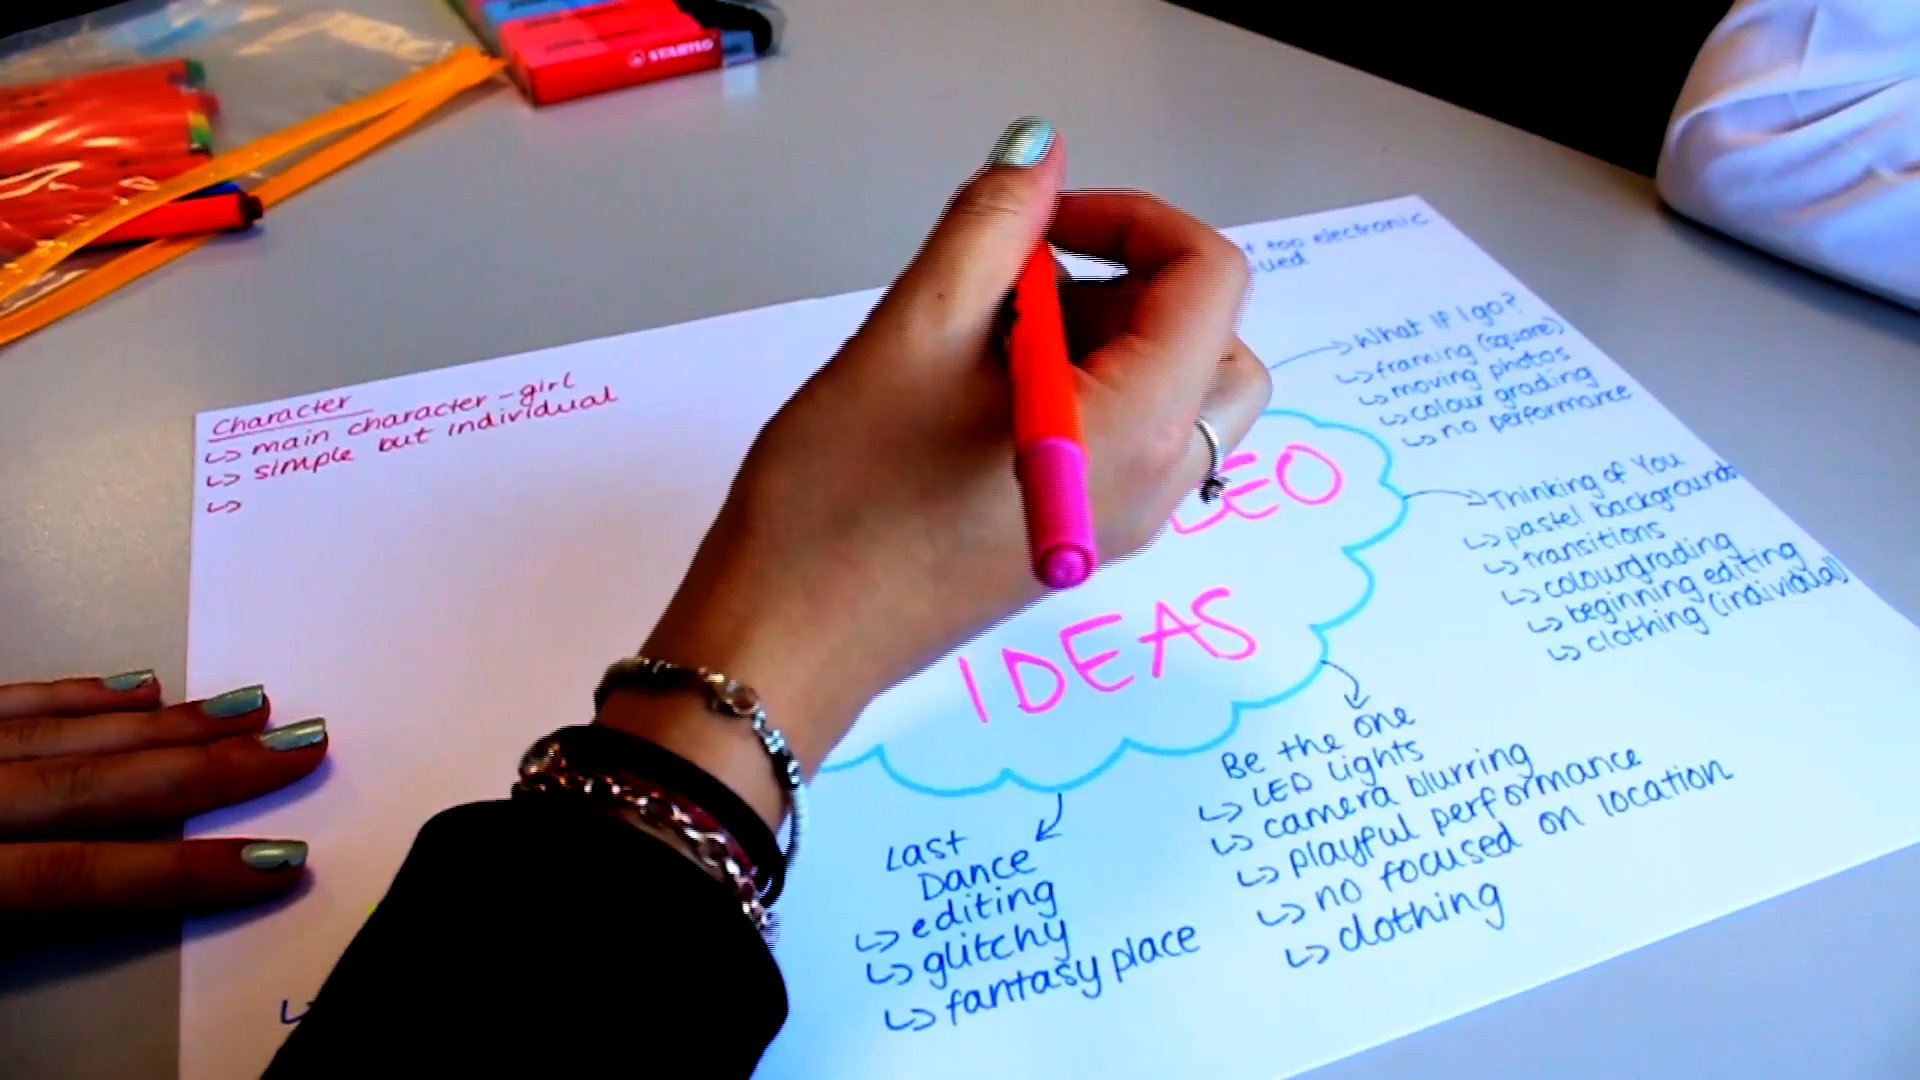 STABILO
Character
↳ main character - girl
↳ simple but individual
↳
top electronic
What If I go?
↳ framing (square)
↳ moving photos
↳ colour grading
↳ no performance
Thinking of You
↳ pastel backgrounds
↳ transitions
↳ colourgrading
↳ beginning editing
↳ clothing (individual)
IDEAS
Be the one
↳ LED lights
↳ camera blurring
↳ playful performance
↳ no focused on location
↳ clothing
Last
Dance
↳ editing
↳ glitchy
↳ fantasy place